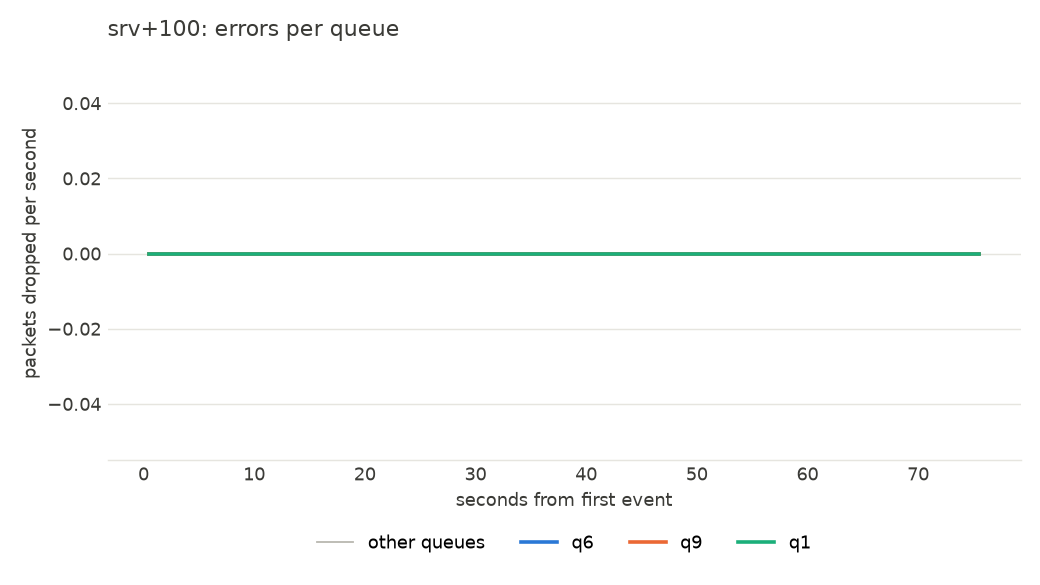 srv+100: errors per queue
packets dropped per second
0.04
0.02
0.00
−0.02
−0.04
0 10 20 30 40 50 60 70
seconds from first event
other queues q6 q9 q1